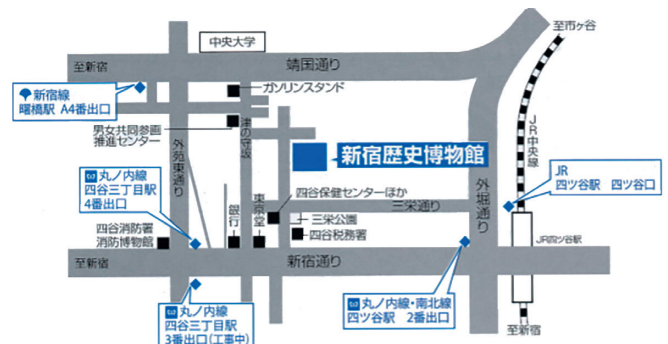 至市ケ谷
中央大学
至新宿
靖国通り
新宿線
曙橋駅 A4番出口
ガソリンスタンド
男女共同参画
推進センター
津の守坂
外苑東通り
新宿歴史博物館
JR中央線
JR
四ツ谷駅 四ツ谷口
外堀通り
丸ノ内線
四谷三丁目駅
4番出口
四谷保健センターほか
三栄通り
三栄公園
四谷税務署
銀行
東京堂
四谷消防署
消防博物館
JR四ツ谷駅
至新宿
新宿通り
丸ノ内線
四谷三丁目駅
3番出口(工事中)
丸ノ内線・南北線
四ツ谷駅 2番出口
至新宿